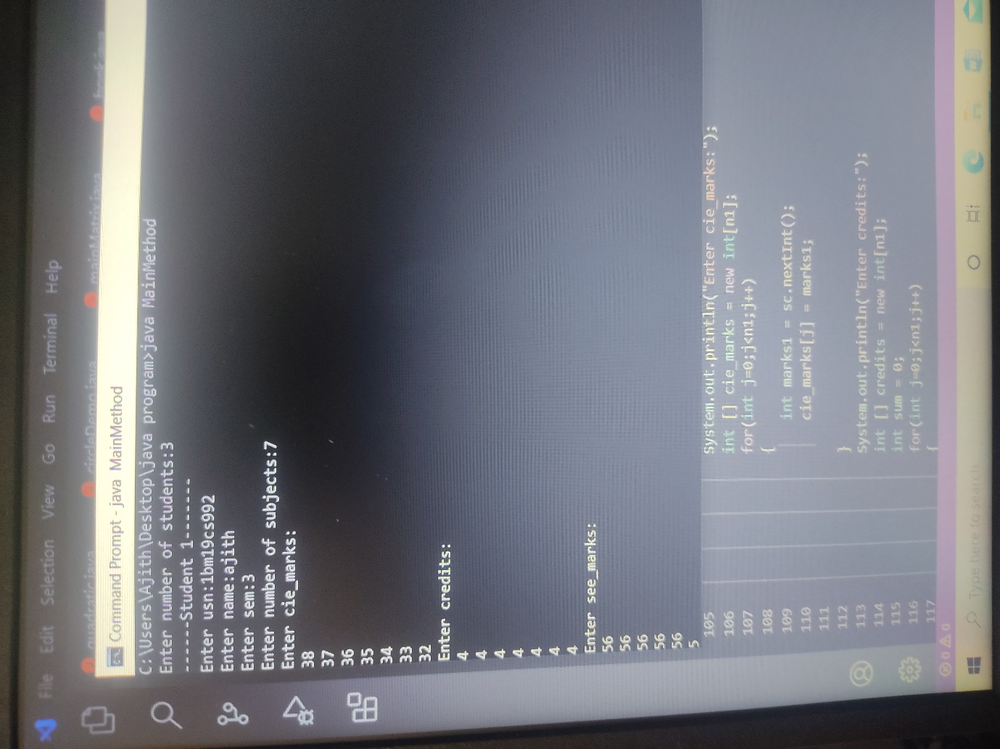 File Edit Selection View Go Run Terminal Help
quadratic.java circleDemo.java mainMatrix.java
Command Prompt - java MainMethod
C:\Users\Ajith\Desktop\java program>java MainMethod
Enter number of students:3
------Student 1-------
Enter usn:1bm19cs992
Enter name:ajith
Enter sem:3
Enter number of subjects:7
Enter cie_marks:
38
37
36
35
34
33
32
Enter credits:
4
4
4
4
4
4
4
Enter see_marks:
56
56
56
56
56
5
105 System.out.println("Enter cie_marks:");
106 int [] cie_marks = new int[n1];
107 for(int j=0;j<n1;j++)
108 {
109 int marks1 = sc.nextInt();
110 cie_marks[j] = marks1;
111
112 }
113 System.out.println("Enter credits:");
114 int [] credits = new int[n1];
115 int sum = 0;
116 for(int j=0;j<n1;j++)
117 {
0 0
Type here to search